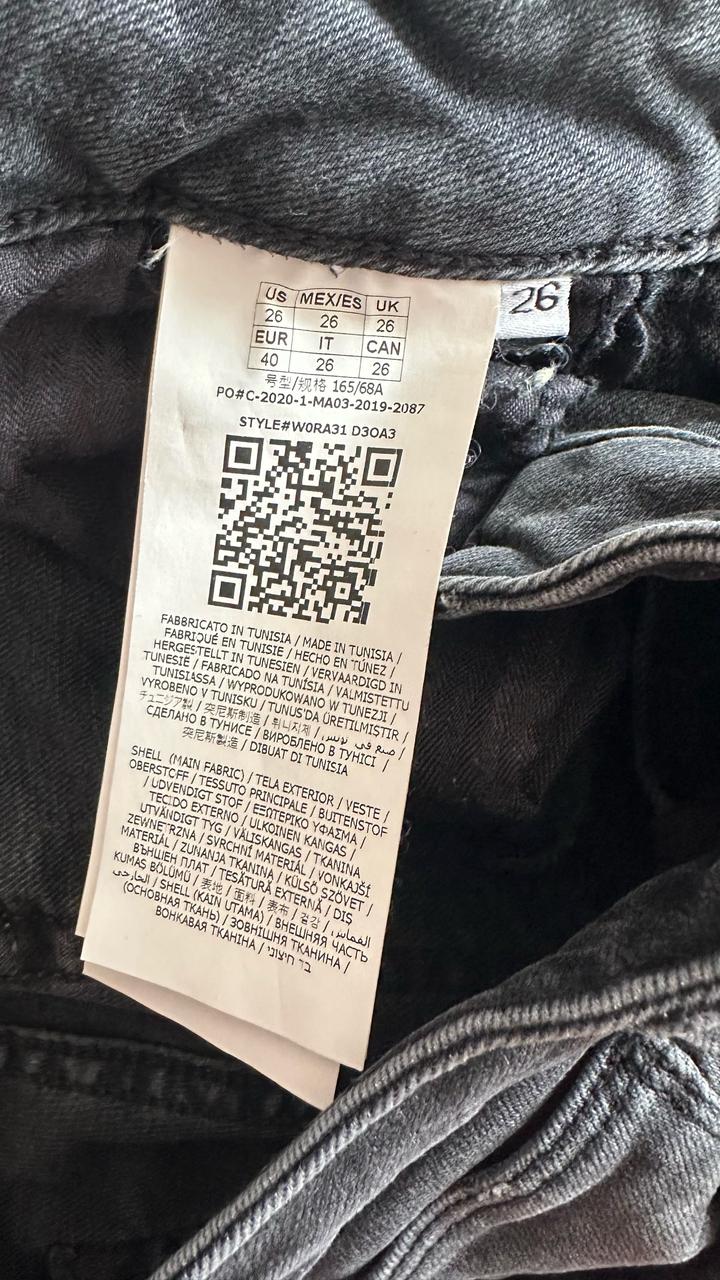 US MEX/ES UK
26 26 26
EUR IT CAN
40 26 26
号型/规格 165/68A
PO#C-2020-1-MA03-2019-2087
STYLE#W0RA31 D3OA3
26
FABBRICATO IN TUNISIA / MADE IN TUNISIA /
FABRIQUÉ EN TUNISIE / HECHO EN TÚNEZ /
HERGESTELLT IN TUNESIEN / VERVAARDIGD IN
TUNESIË / FABRICADO NA TUNÍSIA / VALMISTETTU
TUNISIASSA / WYPRODUKOWANO W TUNEZJI /
VYROBENO V TUNISKU / TUNUS'DA ÜRETILMISTIR /
チュニジア製 / 突尼斯制造 / 튀니지제 / صنع في تونس /
СДЕЛАНО В ТУНИСЕ / ВИРОБЛЕНО В ТУНІСІ /
突尼斯製造 / DIBUAT DI TUNISIA
SHELL (MAIN FABRIC) / TELA EXTERIOR / VESTE /
OBERSTOFF / TESSUTO PRINCIPALE / BUITENSTOF
/ UDVENDIGT STOF / ΕΞΩΤΕΡΙΚΟ ΥΦΑΣΜΑ /
TECIDO EXTERNO / ULKOINEN KANGAS /
UTVÄNDIGT TYG / VÄLISKANGAS / TKANINA
ZEWNĘTRZNA / SVRCHNÍ MATERIÁL / VONKAJŠÍ
MATERIÁL / ZUNANJA TKANINA / KÜLSŐ SZÖVET /
ВЪНШЕН ПЛАТ / TESĂTURĂ EXTERNĂ / DIŞ
KUMAŞ BÖLÜMÜ / 表地 / 面料 / 表布 / 겉감 / القماش الخارجي
/ SHELL (KAIN UTAMA) / ВНЕШНЯЯ ЧАСТЬ
(ОСНОВНАЯ ТКАНЬ) / ЗОВНІШНЯ ТКАНИНА /
ВОНКАВАЯ ТКАНІНА / בד חיצוני